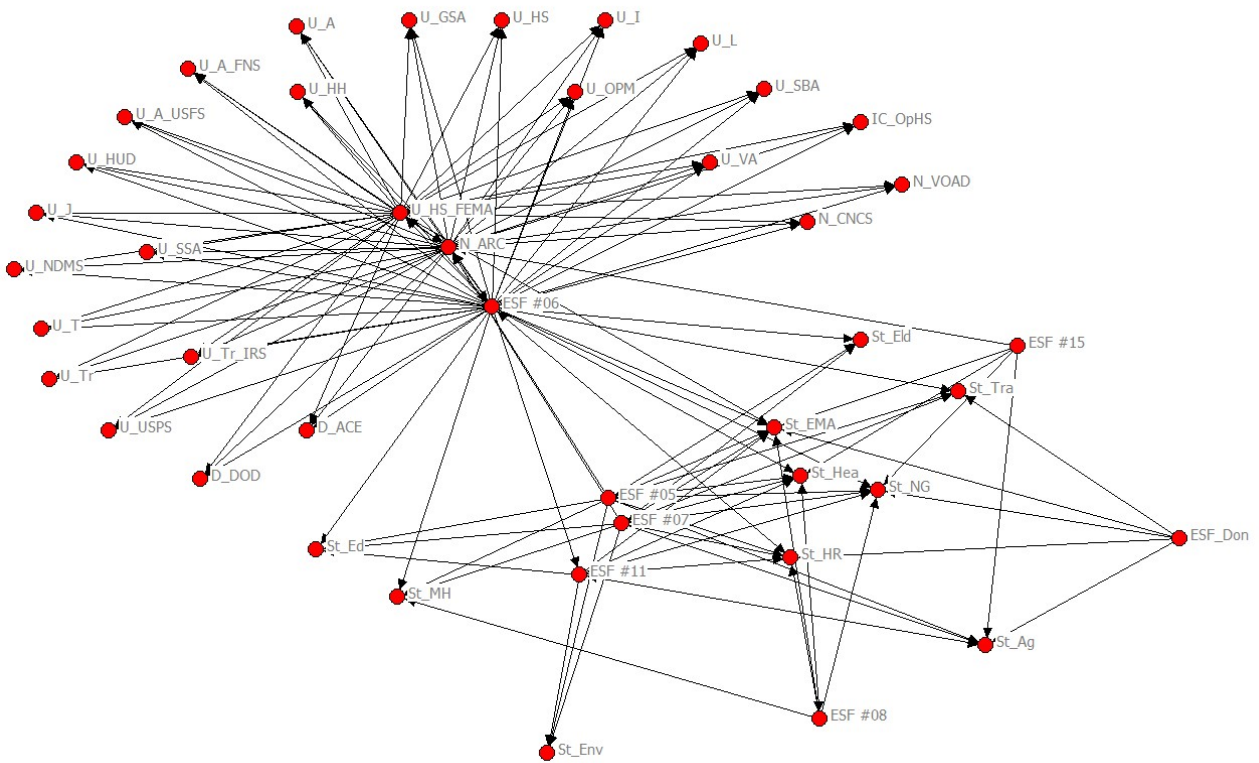 U_A
U_GSA
U_HS
U_I
U_L
U_A_FNS
U_HH
U_OPM
U_SBA
U_A_USFS
IC_OpHS
U_HUD
U_VA
N_VOAD
U_J
U_HS_FEMA
N_CNCS
U_SSA
N_ARC
U_NDMS
ESF #06
U_T
St_Eld
ESF #15
U_Tr_IRS
U_Tr
St_Tra
U_USPS
D_ACE
St_EMA
D_DOD
St_Hea
St_NG
ESF #05
ESF #07
ESF_Don
St_Ed
St_HR
ESF #11
St_MH
St_Ag
ESF #08
St_Env